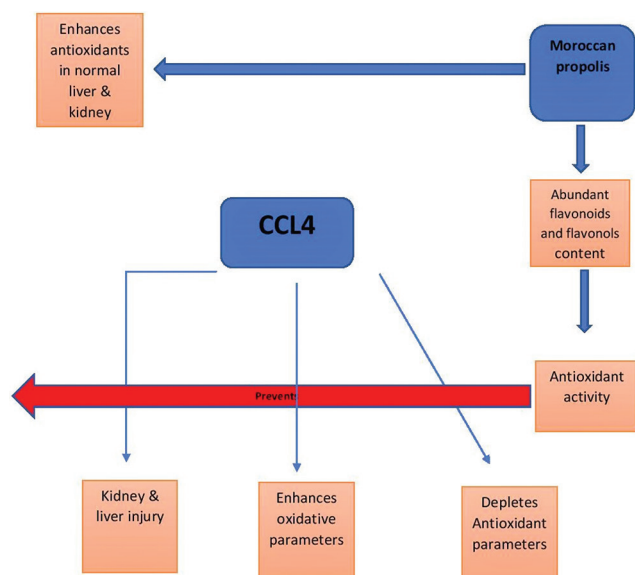 Enhances
antioxidants
in normal
liver &
kidney
Moroccan
propolis
Abundant
flavonoids
and flavonols
content
CCL4
Antioxidant
activity
Prevents
Kidney &
liver injury
Enhances
oxidative
parameters
Depletes
Antioxidant
parameters